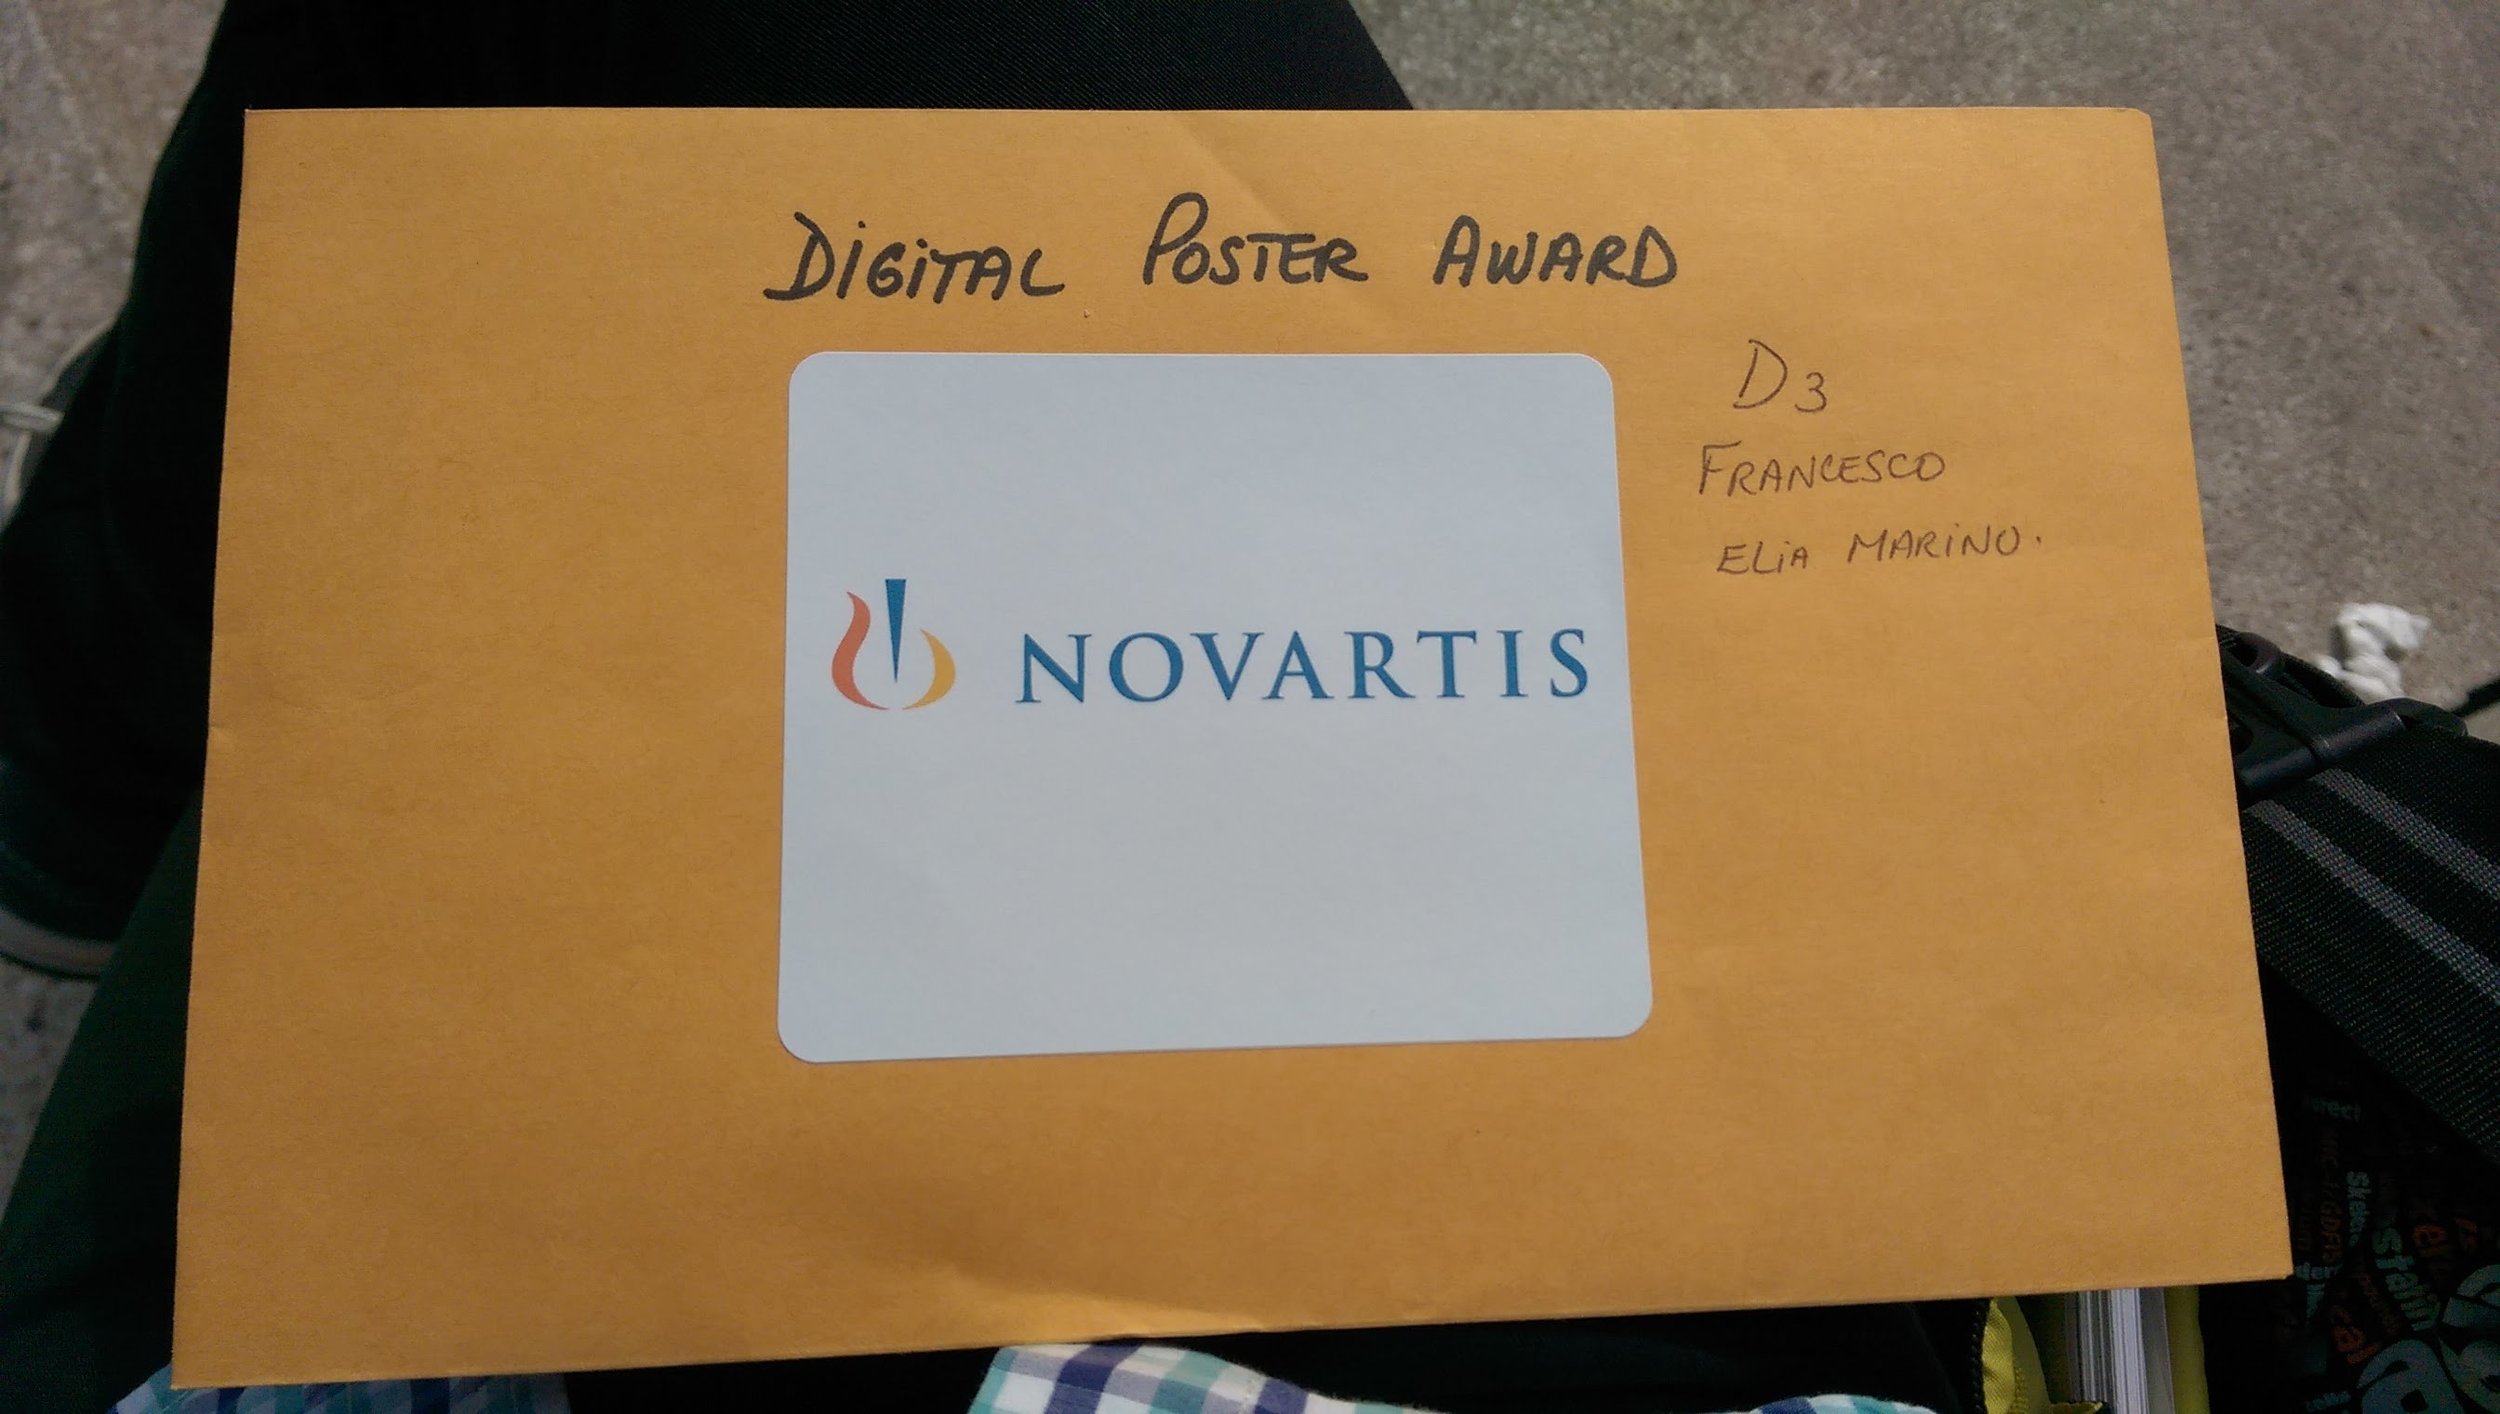 DiGiTAL POSTER AWARD
D3
FRANCESCO
ELiA MARiNO.
NOVARTIS